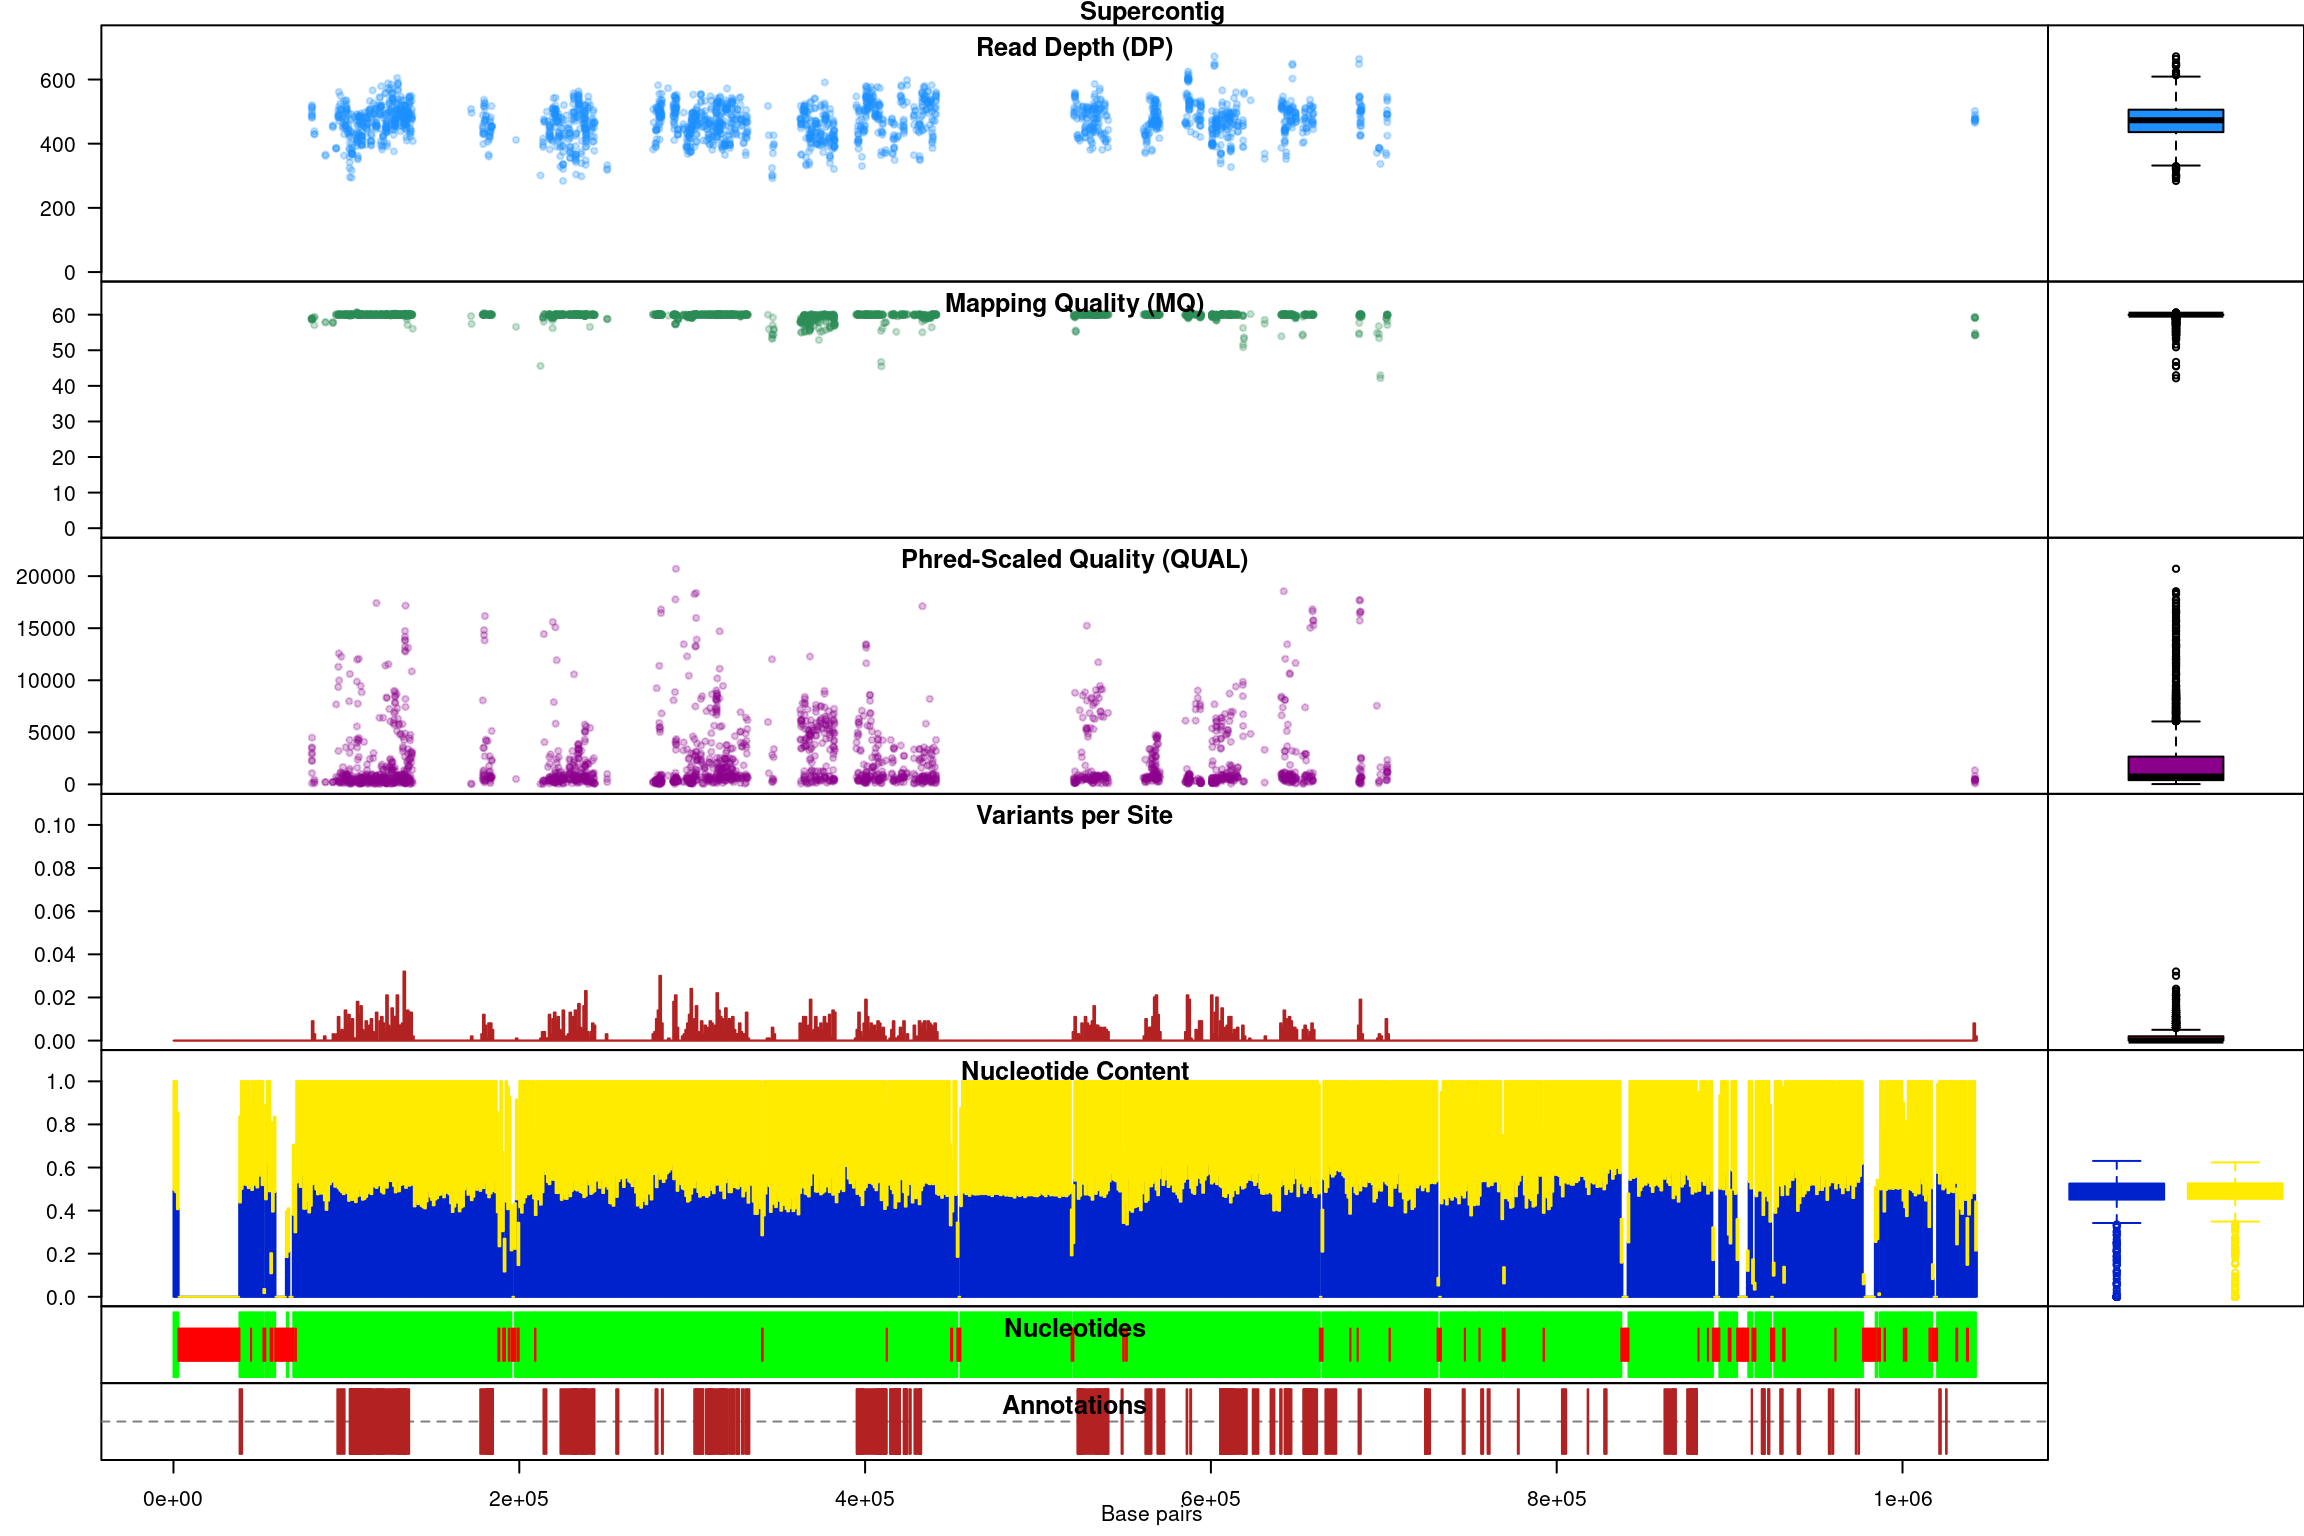 Supercontig
Read Depth (DP)
600
400
200
0
Mapping Quality (MQ)
60
50
40
30
20
10
0
Phred-Scaled Quality (QUAL)
20000
15000
10000
5000
0
Variants per Site
0.10
0.08
0.06
0.04
0.02
0.00
Nucleotide Content
1.0
0.8
0.6
0.4
0.2
0.0
Nucleotides
Annotations
0e+00 2e+05 4e+05 6e+05 8e+05 1e+06
Base pairs